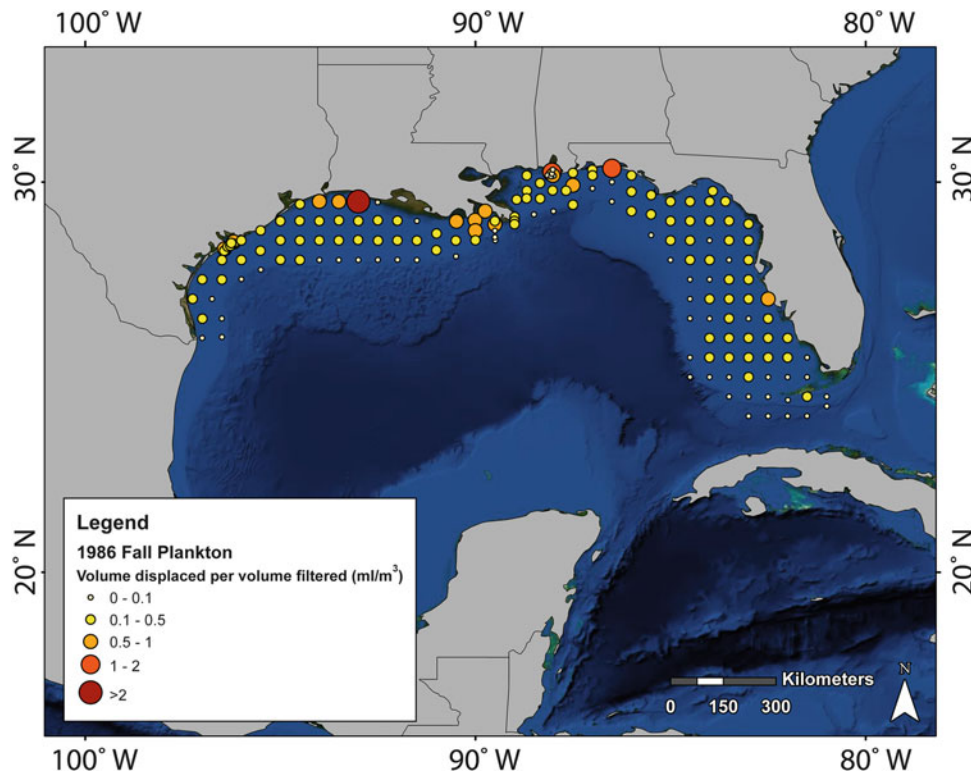 100° W
90° W
80° W
30° N
30° N
20° N
20° N
Legend
1986 Fall Plankton
Volume displaced per volume filtered (ml/m³)
0 - 0.1
0.1 - 0.5
0.5 - 1
1 - 2
>2
Kilometers
0 150 300
N
100° W
90° W
80° W